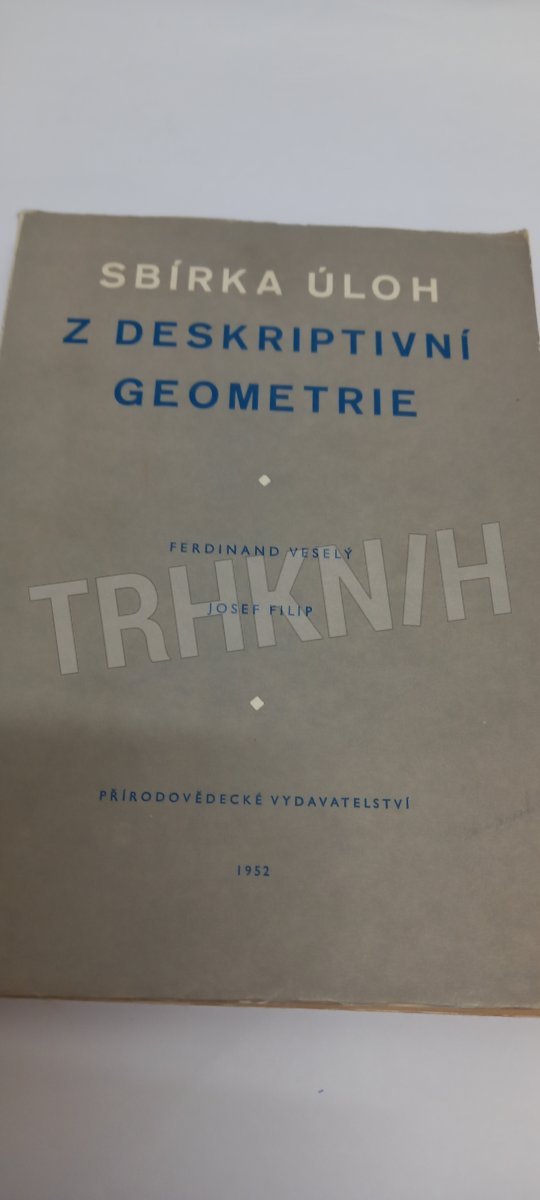 SBÍRKA ÚLOH
Z DESKRIPTIVNÍ
GEOMETRIE
FERDINAND VESELÝ
TRHKNIH
JOSEF FILIP
PŘÍRODOVĚDECKÉ VYDAVATELSTVÍ
1952